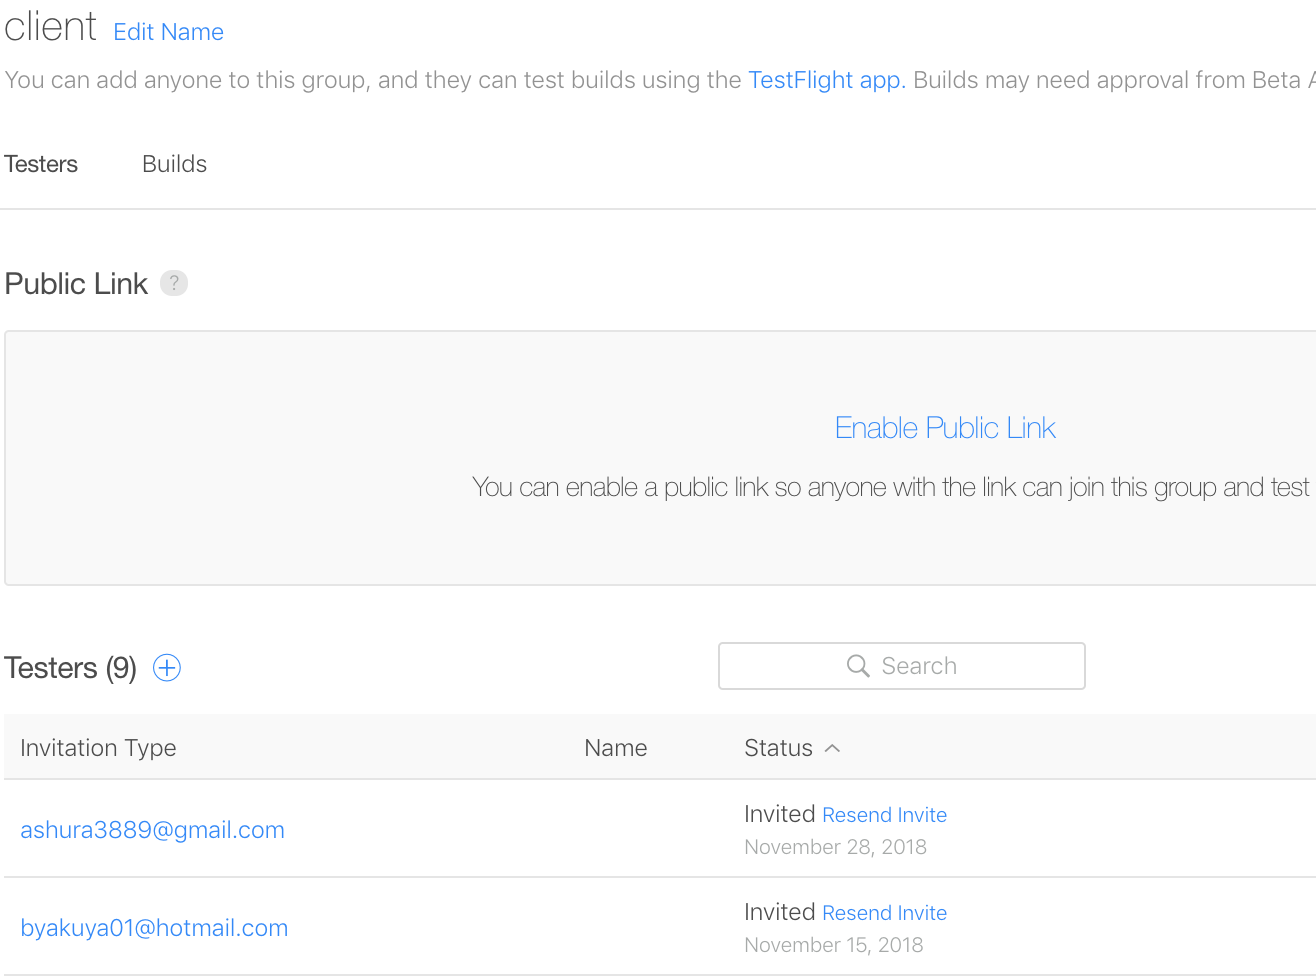 client Edit Name
You can add anyone to this group, and they can test builds using the TestFlight app. Builds may need approval from Beta
Testers Builds
Public Link ?
Enable Public Link
You can enable a public link so anyone with the link can join this group and test
Testers (9)
Search
Invitation Type Name Status
ashura3889@gmail.com Invited Resend Invite
November 28, 2018
byakuya01@hotmail.com Invited Resend Invite
November 15, 2018